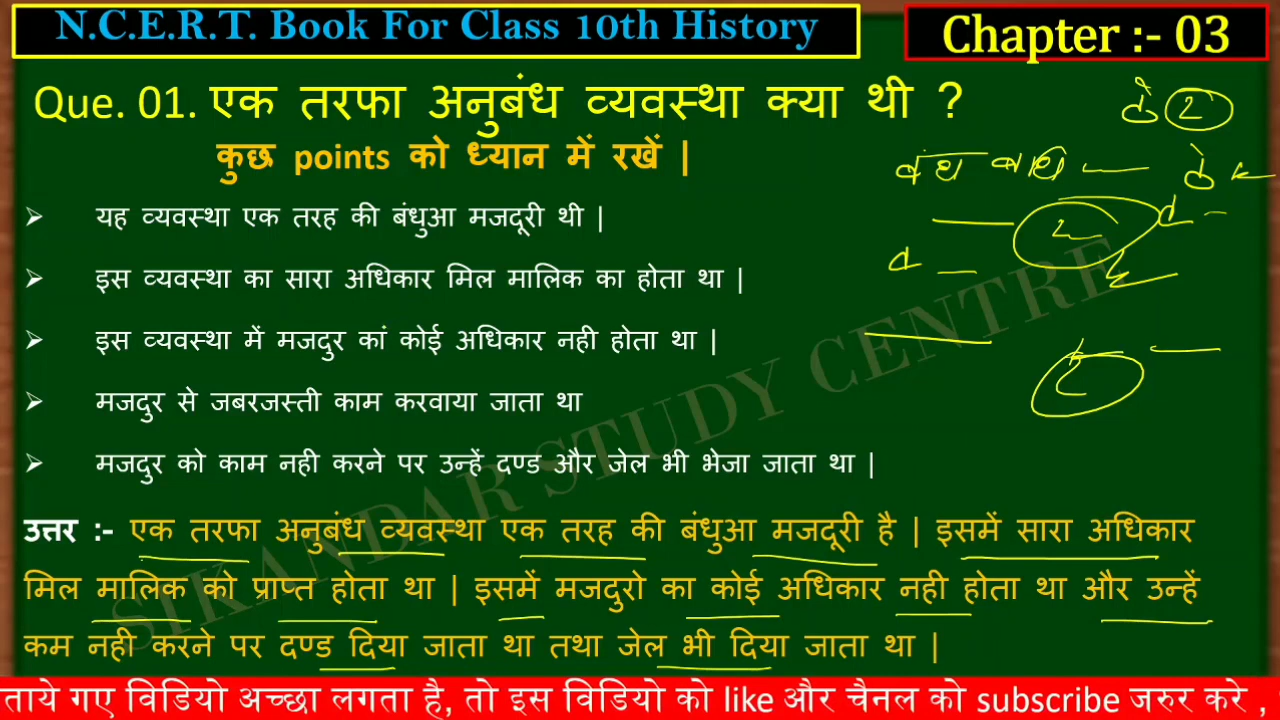 N.C.E.R.T. Book For Class 10th History
Chapter :- 03
Que. 01. एक तरफा अनुबंध व्यवस्था क्या थी ?
कुछ points को ध्यान में रखें |
यह व्यवस्था एक तरह की बंधुआ मजदूरी थी |
इस व्यवस्था का सारा अधिकार मिल मालिक का होता था |
इस व्यवस्था में मजदुर कां कोई अधिकार नही होता था |
मजदुर से जबरजस्ती काम करवाया जाता था
मजदुर को काम नही करने पर उन्हें दण्ड और जेल भी भेजा जाता था |
उत्तर :- एक तरफा अनुबंध व्यवस्था एक तरह की बंधुआ मजदूरी है | इसमें सारा अधिकार
मिल मालिक को प्राप्त होता था | इसमें मजदुरो का कोई अधिकार नही होता था और उन्हें
कम नही करने पर दण्ड दिया जाता था तथा जेल भी दिया जाता था |
SIKANDAR STUDY CENTRE
ताये गए विडियो अच्छा लगता है, तो इस विडियो को like और चैनल को subscribe जरुर करे ,